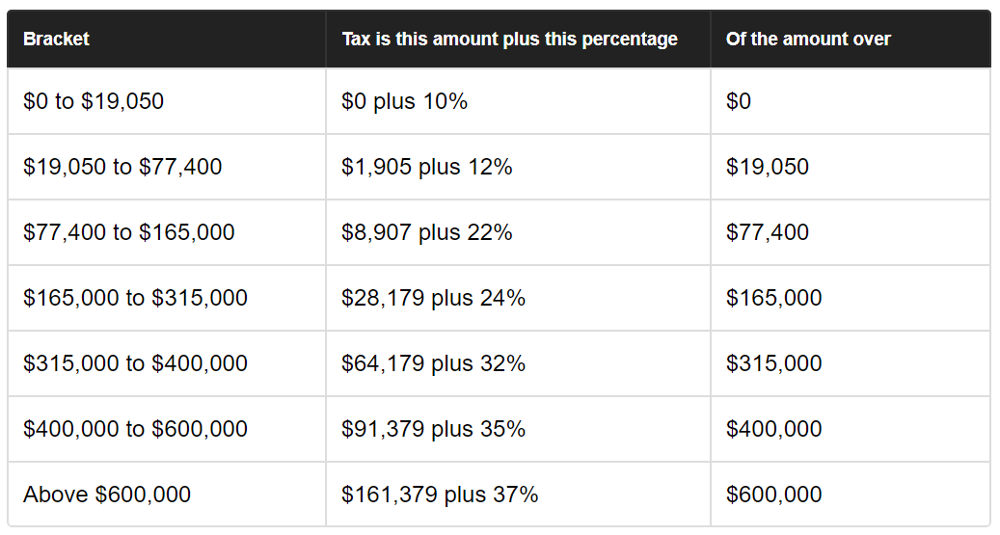 Bracket Tax is this amount plus this percentage Of the amount over
$0 to $19,050 $0 plus 10% $0
$19,050 to $77,400 $1,905 plus 12% $19,050
$77,400 to $165,000 $8,907 plus 22% $77,400
$165,000 to $315,000 $28,179 plus 24% $165,000
$315,000 to $400,000 $64,179 plus 32% $315,000
$400,000 to $600,000 $91,379 plus 35% $400,000
Above $600,000 $161,379 plus 37% $600,000